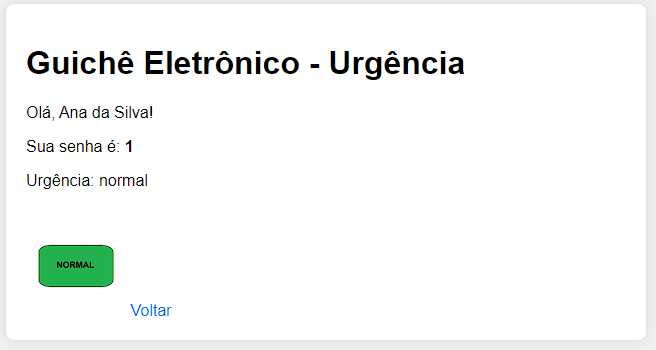 Guichê Eletrônico - Urgência
Olá, Ana da Silva!
Sua senha é: 1
Urgência: normal
NORMAL
Voltar